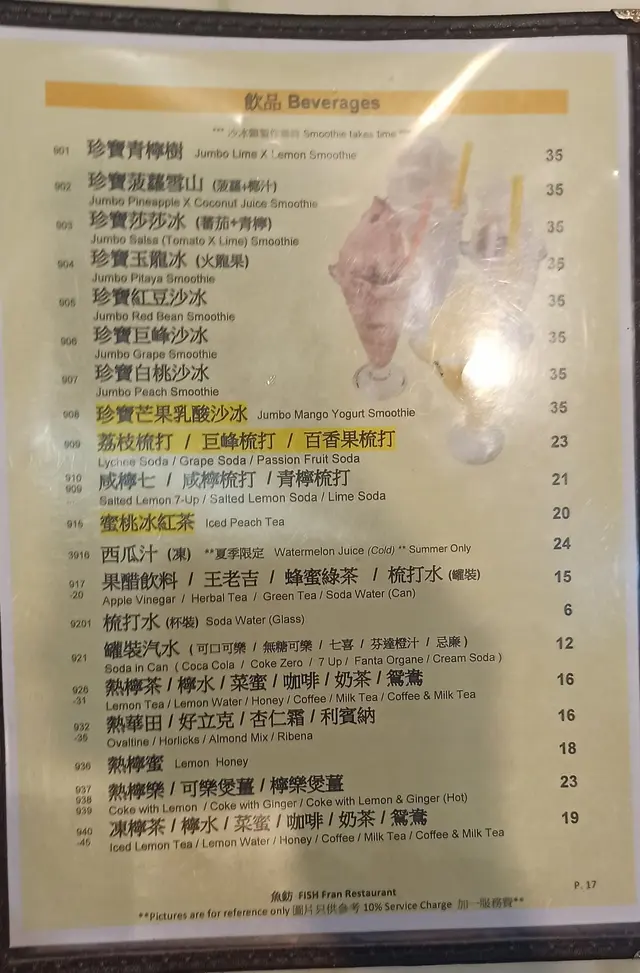 飲品 Beverages
*** 沙冰需製作需時 Smoothie takes time **
901 珍寶青檸樹 Jumbo Lime X Lemon Smoothie 35
902 珍寶菠蘿雪山 (菠蘿+椰汁) 35
Jumbo Pineapple X Coconut Juice Smoothie
903 珍寶莎莎冰 (蕃茄+青檸) 35
Jumbo Salsa (Tomato X Lime) Smoothie
904 珍寶玉龍冰 (火龍果) 35
Jumbo Pitaya Smoothie
905 珍寶紅豆沙冰 35
Jumbo Red Bean Smoothie
906 珍寶巨峰沙冰 35
Jumbo Grape Smoothie
907 珍寶白桃沙冰 35
Jumbo Peach Smoothie
908 珍寶芒果乳酸沙冰 Jumbo Mango Yogurt Smoothie 35
909 荔枝梳打 / 巨峰梳打 / 百香果梳打 23
Lychee Soda / Grape Soda / Passion Fruit Soda
910 909 咸檸七 / 咸檸梳打 / 青檸梳打 21
Salted Lemon 7-Up / Salted Lemon Soda / Lime Soda
915 蜜桃冰紅茶 Iced Peach Tea 20
3916 西瓜汁 (凍) **夏季限定 Watermelon Juice (Cold) ** Summer Only 24
917 -20 果醋飲料 / 王老吉 / 蜂蜜綠茶 / 梳打水 (罐裝) 15
Apple Vinegar / Herbal Tea / Green Tea / Soda Water (Can)
9201 梳打水 (杯裝) Soda Water (Glass) 6
921 罐裝汽水 ( 可口可樂 / 無糖可樂 / 七喜 / 芬達橙汁 / 忌廉 ) 12
Soda in Can ( Coca Cola / Coke Zero / 7 Up / Fanta Organe / Cream Soda )
926 -31 熱檸茶 / 檸水 / 菜蜜 / 咖啡 / 奶茶 / 鴛鴦 16
Lemon Tea / Lemon Water / Honey / Coffee / Milk Tea / Coffee & Milk Tea
932 -35 熱華田 / 好立克 / 杏仁霜 / 利賓納 16
Ovaltine / Horlicks / Almond Mix / Ribena
936 熱檸蜜 Lemon Honey 18
937 938 939 熱檸樂 / 可樂煲薑 / 檸樂煲薑 23
Coke with Lemon / Coke with Ginger / Coke with Lemon & Ginger (Hot)
940 -45 凍檸茶 / 檸水 / 菜蜜 / 咖啡 / 奶茶 / 鴛鴦 19
Iced Lemon Tea / Lemon Water / Honey / Coffee / Milk Tea / Coffee & Milk Tea
P. 17
魚舫 FISH Fran Restaurant
**Pictures are for reference only 圖片只供參考 10% Service Charge 加一服務費**